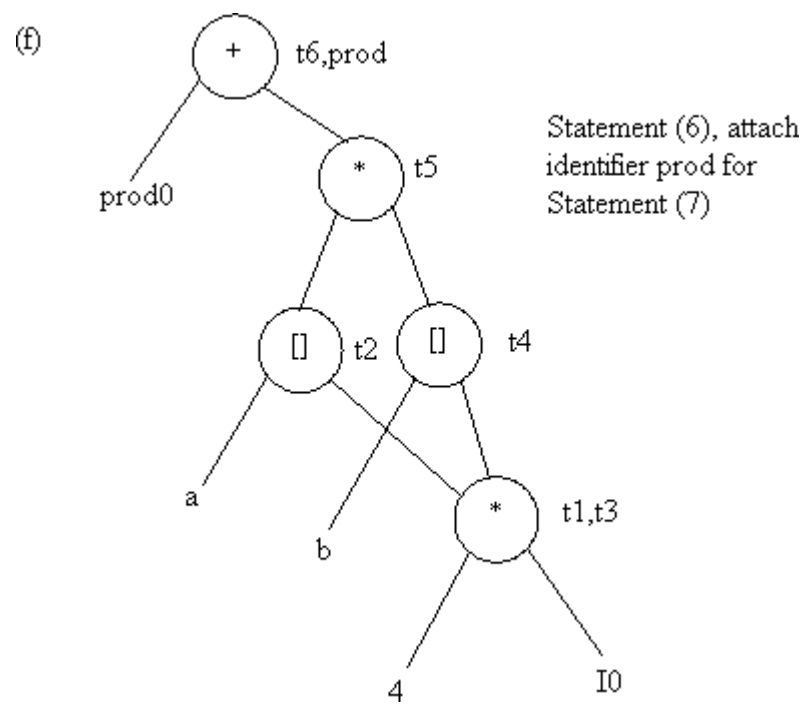 (f)
+ t6,prod
Statement (6), attach
identifier prod for
Statement (7)
* t5
prod0
[] t2
[] t4
a
b
* t1,t3
4
I0